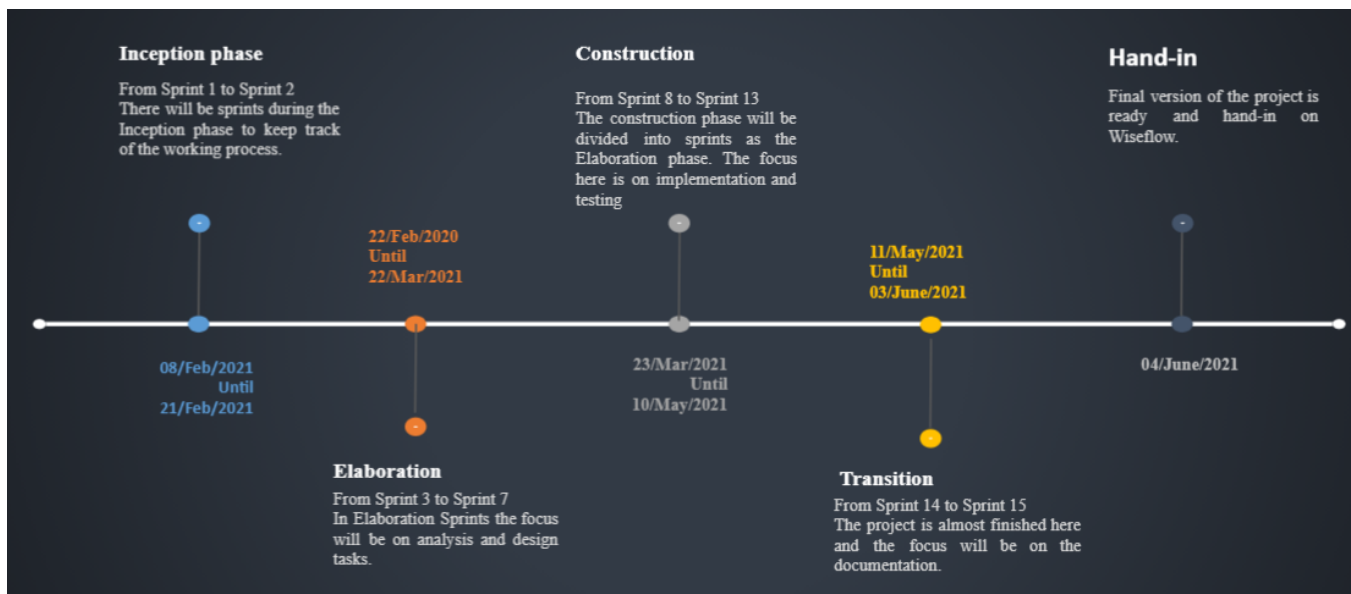 Inception phase
From Sprint 1 to Sprint 2
There will be sprints during the
Inception phase to keep track
of the working process.
08/Feb/2021
Until
21/Feb/2021
22/Feb/2020
Until
22/Mar/2021
Elaboration
From Sprint 3 to Sprint 7
In Elaboration Sprints the focus
will be on analysis and design
tasks.
Construction
From Sprint 8 to Sprint 13
The construction phase will be
divided into sprints as the
Elaboration phase. The focus
here is on implementation and
testing
23/Mar/2021
Until
10/May/2021
11/May/2021
Until
03/June/2021
Transition
From Sprint 14 to Sprint 15
The project is almost finished here
and the focus will be on the
documentation.
Hand-in
Final version of the project is
ready and hand-in on
Wiseflow.
04/June/2021